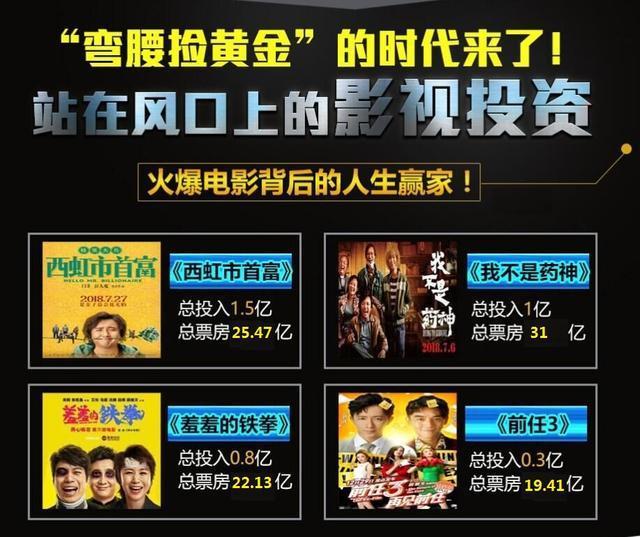 “弯腰捡黄金”的时代来了!
站在风口上的影视投资
火爆电影背后的人生赢家!
西虹市首富
HELLO, MR. BILLIONAIRE
2018.7.27
《西虹市首富》
总投入1.5亿
总票房25.47亿
我不是药神
2018.7.6
《我不是药神》
总投入1亿
总票房 31 亿
羞羞的铁拳
《羞羞的铁拳》
总投入0.8亿
总票房22.13亿
前任3
再见前任
《前任3》
总投入0.3亿
总票房 19.41亿